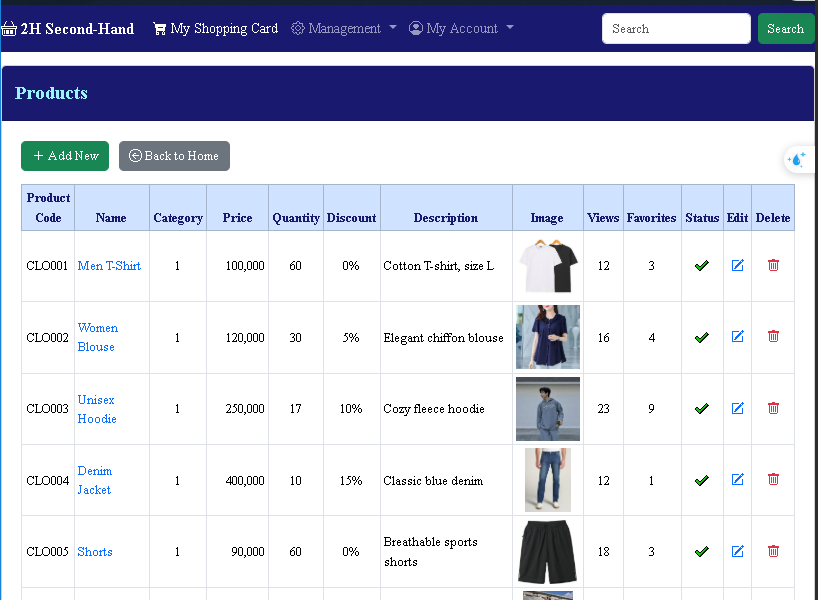 2H Second-Hand My Shopping Card Management My Account Search Search
Products
+ Add New Back to Home
Product Code Name Category Price Quantity Discount Description Image Views Favorites Status Edit Delete
CLO001 Men T-Shirt 1 100,000 60 0% Cotton T-shirt, size L 12 3
CLO002 Women Blouse 1 120,000 30 5% Elegant chiffon blouse 16 4
CLO003 Unisex Hoodie 1 250,000 17 10% Cozy fleece hoodie 23 9
CLO004 Denim Jacket 1 400,000 10 15% Classic blue denim 12 1
CLO005 Shorts 1 90,000 60 0% Breathable sports shorts 18 3